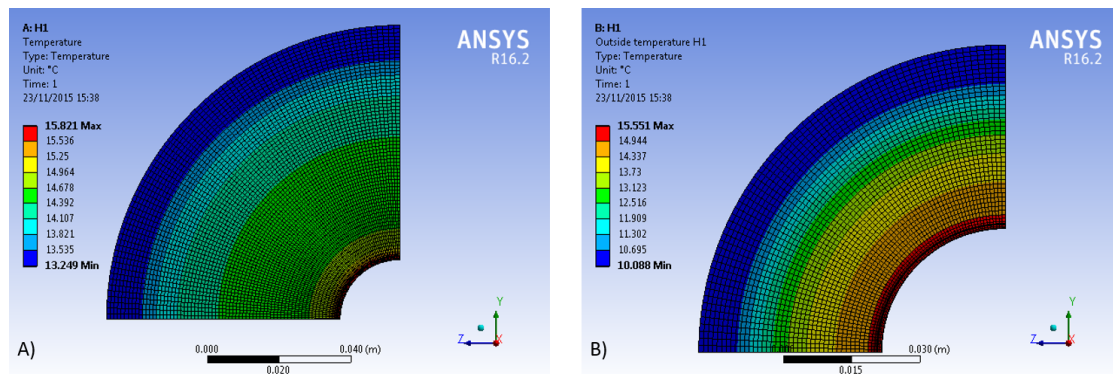 A: H1
Temperature
Type: Temperature
Unit: °C
Time: 1
23/11/2015 15:38
ANSYS
R16.2
15.821 Max
15.536
15.25
14.964
14.678
14.392
14.107
13.821
13.535
13.249 Min
0.000
0.040 (m)
0.020
Y
Z
X
A)
B: H1
Outside temperature H1
Type: Temperature
Unit: °C
Time: 1
23/11/2015 15:38
ANSYS
R16.2
15.551 Max
14.944
14.337
13.73
13.123
12.516
11.909
11.302
10.695
10.088 Min
0.030 (m)
0.015
Y
Z
X
B)